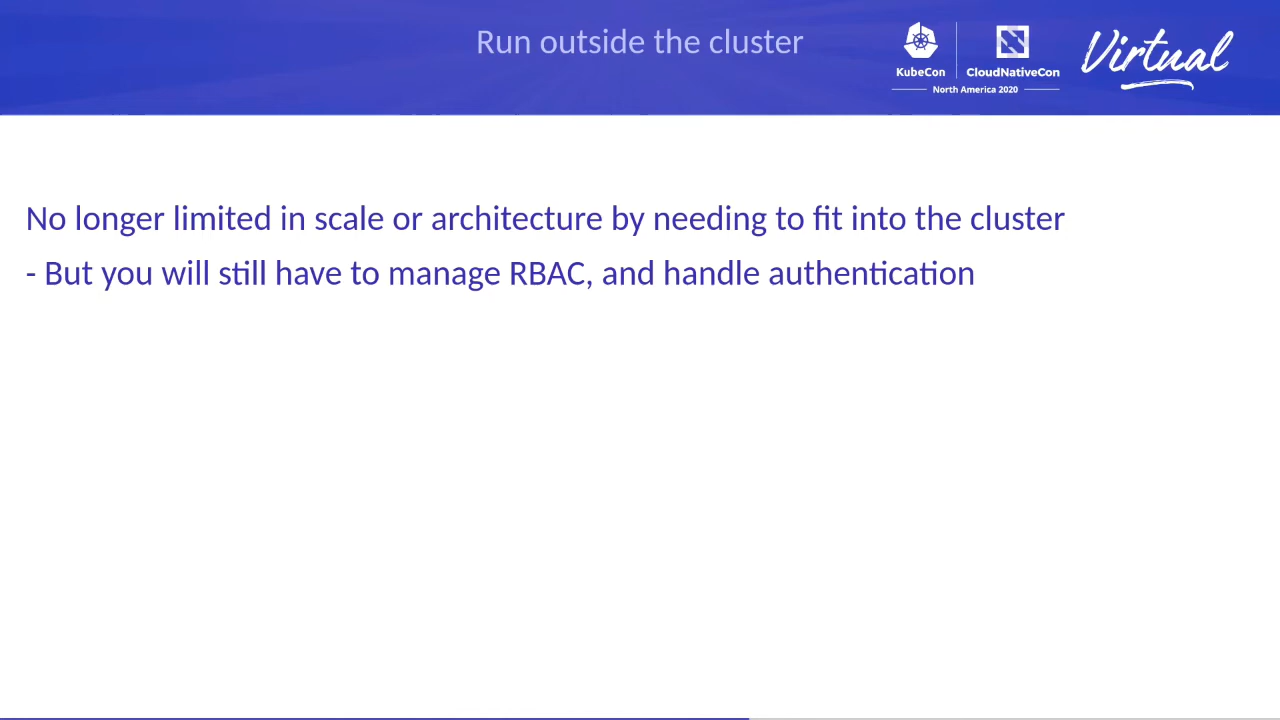 Run outside the cluster
KubeCon
CloudNativeCon
North America 2020
Virtual
No longer limited in scale or architecture by needing to fit into the cluster
- But you will still have to manage RBAC, and handle authentication